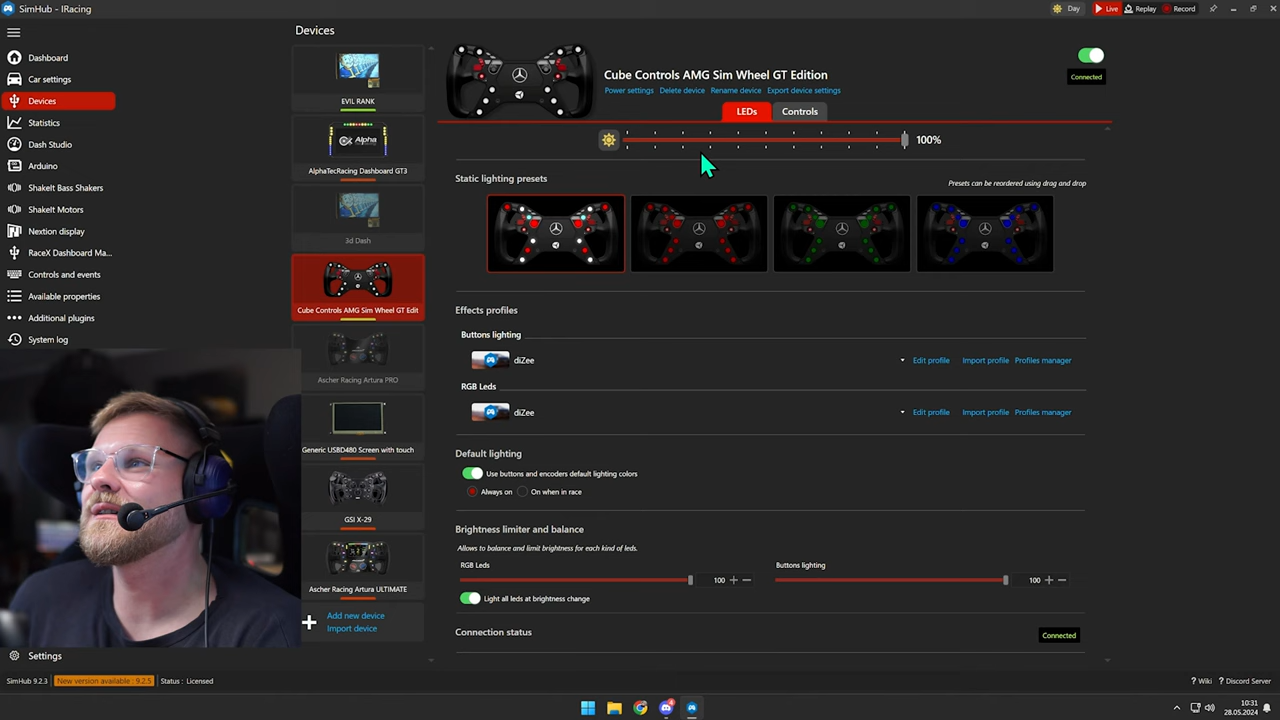 SimHub - IRacing
Day
Live
Replay
Record
Dashboard
Car settings
Devices
Statistics
Dash Studio
Arduino
ShakeIt Bass Shakers
ShakeIt Motors
Nextion display
RaceX Dashboard Ma...
Controls and events
Available properties
Additional plugins
System log
Settings
Devices
EVIL RANK
Alpha
AlphaTecRacing Dashboard GT3
3d Dash
Cube Controls AMG Sim Wheel GT Edit
Ascher Racing Artura PRO
Generic USBD480 Screen with touch
GSI X-29
Ascher Racing Artura ULTIMATE
Add new device
Import device
Cube Controls AMG Sim Wheel GT Edition
Power settings Delete device Rename device Export device settings
Connected
LEDs Controls
100%
Static lighting presets
Presets can be reordered using drag and drop
Effects profiles
Buttons lighting
diZee
Edit profile Import profile Profiles manager
RGB Leds
diZee
Edit profile Import profile Profiles manager
Default lighting
Use buttons and encoders default lighting colors
Always on On when in race
Brightness limiter and balance
Allows to balance and limit brightness for each kind of leds.
RGB Leds
100
Buttons lighting
100
Light all leds at brightness change
Connection status
Connected
SimHub 9.2.3 New version available : 9.2.5 Status : Licensed
Wiki Discord Server
10:31
28.05.2024